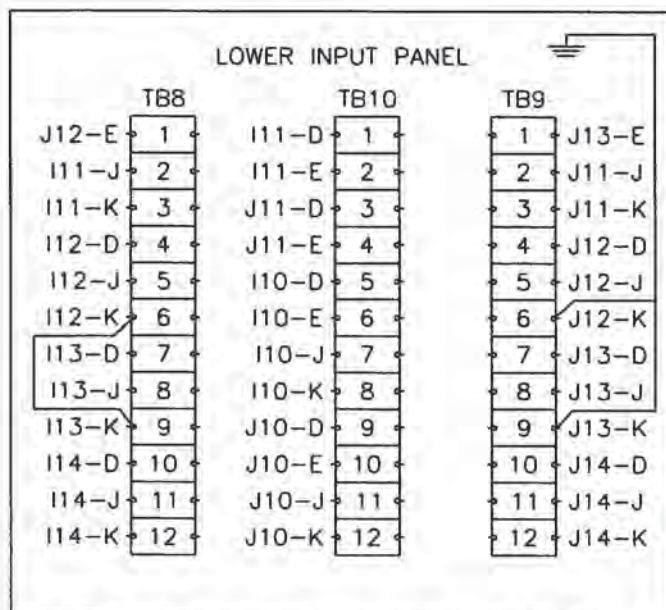 LOWER INPUT PANEL
TB8 TB10 TB9
J12-E 1 I11-D 1 1 J13-E
I11-J 2 I11-E 2 2 J11-J
I11-K 3 J11-D 3 3 J11-K
I12-D 4 J11-E 4 4 J12-D
I12-J 5 I10-D 5 5 J12-J
I12-K 6 I10-E 6 6 J12-K
I13-D 7 I10-J 7 7 J13-D
I13-J 8 I10-K 8 8 J13-J
I13-K 9 J10-D 9 9 J13-K
I14-D 10 J10-E 10 10 J14-D
I14-J 11 J10-J 11 11 J14-J
I14-K 12 J10-K 12 12 J14-K